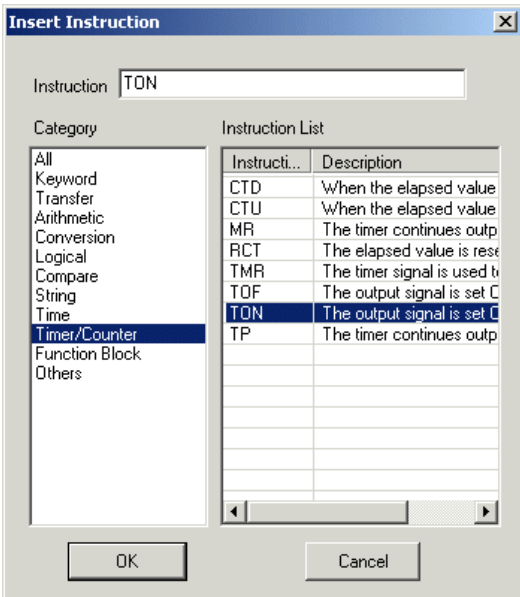 Insert Instruction
Instruction TON
Category
Instruction List
All
Keyword
Transfer
Arithmetic
Conversion
Logical
Compare
String
Time
Timer/Counter
Function Block
Others
Instructi... Description
CTD When the elapsed value
CTU When the elapsed value
MR The timer continues outp
RCT The elapsed value is rese
TMR The timer signal is used t
TOF The output signal is set O
TON The output signal is set O
TP The timer continues outp
OK
Cancel